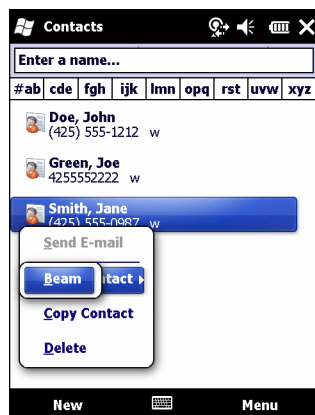 Contacts
Enter a name...
#ab cde fgh ijk lmn opq rst uvw xyz
Doe, John
(425) 555-1212 w
Green, Joe
4255552222 w
Smith, Jane
(425) 555-0987 w
Send E-mail
Beam tact
Copy Contact
Delete
New Menu